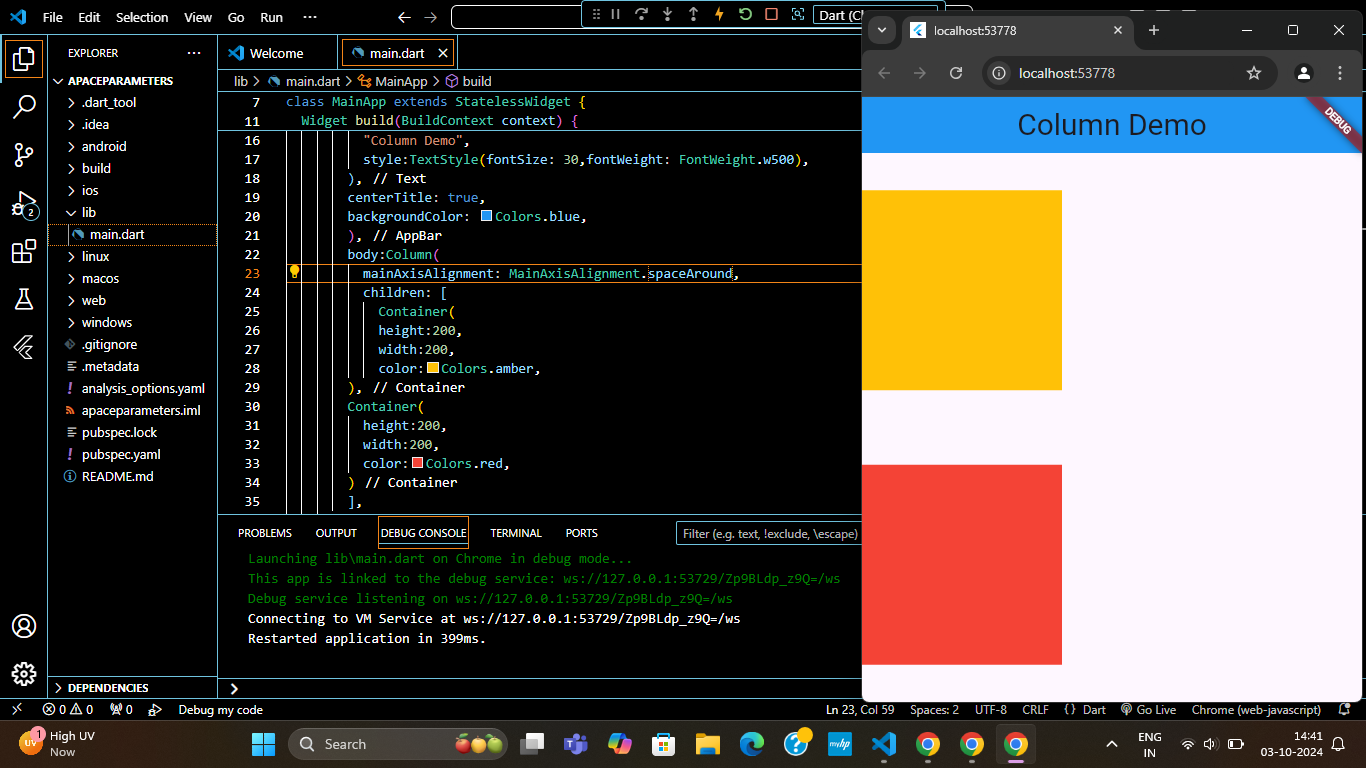 File Edit Selection View Go Run ···
Dart (C
localhost:53778
localhost:53778
EXPLORER ···
Welcome
main.dart
APACEPARAMETERS
.dart_tool
.idea
android
build
ios
lib
main.dart
linux
macos
web
windows
.gitignore
.metadata
analysis_options.yaml
apaceparameters.iml
pubspec.lock
pubspec.yaml
README.md
DEPENDENCIES
2
lib > main.dart > MainApp > build
7 class MainApp extends StatelessWidget {
11 Widget build(BuildContext context) {
16 "Column Demo",
17 style:TextStyle(fontSize: 30,fontWeight: FontWeight.w500),
18 ), // Text
19 centerTitle: true,
20 backgroundColor: Colors.blue,
21 ), // AppBar
22 body:Column(
23 mainAxisAlignment: MainAxisAlignment.spaceAround,
24 children: [
25 Container(
26 height:200,
27 width:200,
28 color:Colors.amber,
29 ), // Container
30 Container(
31 height:200,
32 width:200,
33 color:Colors.red,
34 ) // Container
35 ],
Column Demo
DEBUG
PROBLEMS OUTPUT DEBUG CONSOLE TERMINAL PORTS
Filter (e.g. text, !exclude, \escape)
Launching lib\main.dart on Chrome in debug mode...
This app is linked to the debug service: ws://127.0.0.1:53729/Zp9BLdp_z9Q=/ws
Debug service listening on ws://127.0.0.1:53729/Zp9BLdp_z9Q=/ws
Connecting to VM Service at ws://127.0.0.1:53729/Zp9BLdp_z9Q=/ws
Restarted application in 399ms.
0 0 0 Debug my code
Ln 23, Col 59 Spaces: 2 UTF-8 CRLF {} Dart Go Live Chrome (web-javascript)
UV 1
High UV
Now
Search
myhp
ENG
IN
14:41
03-10-2024